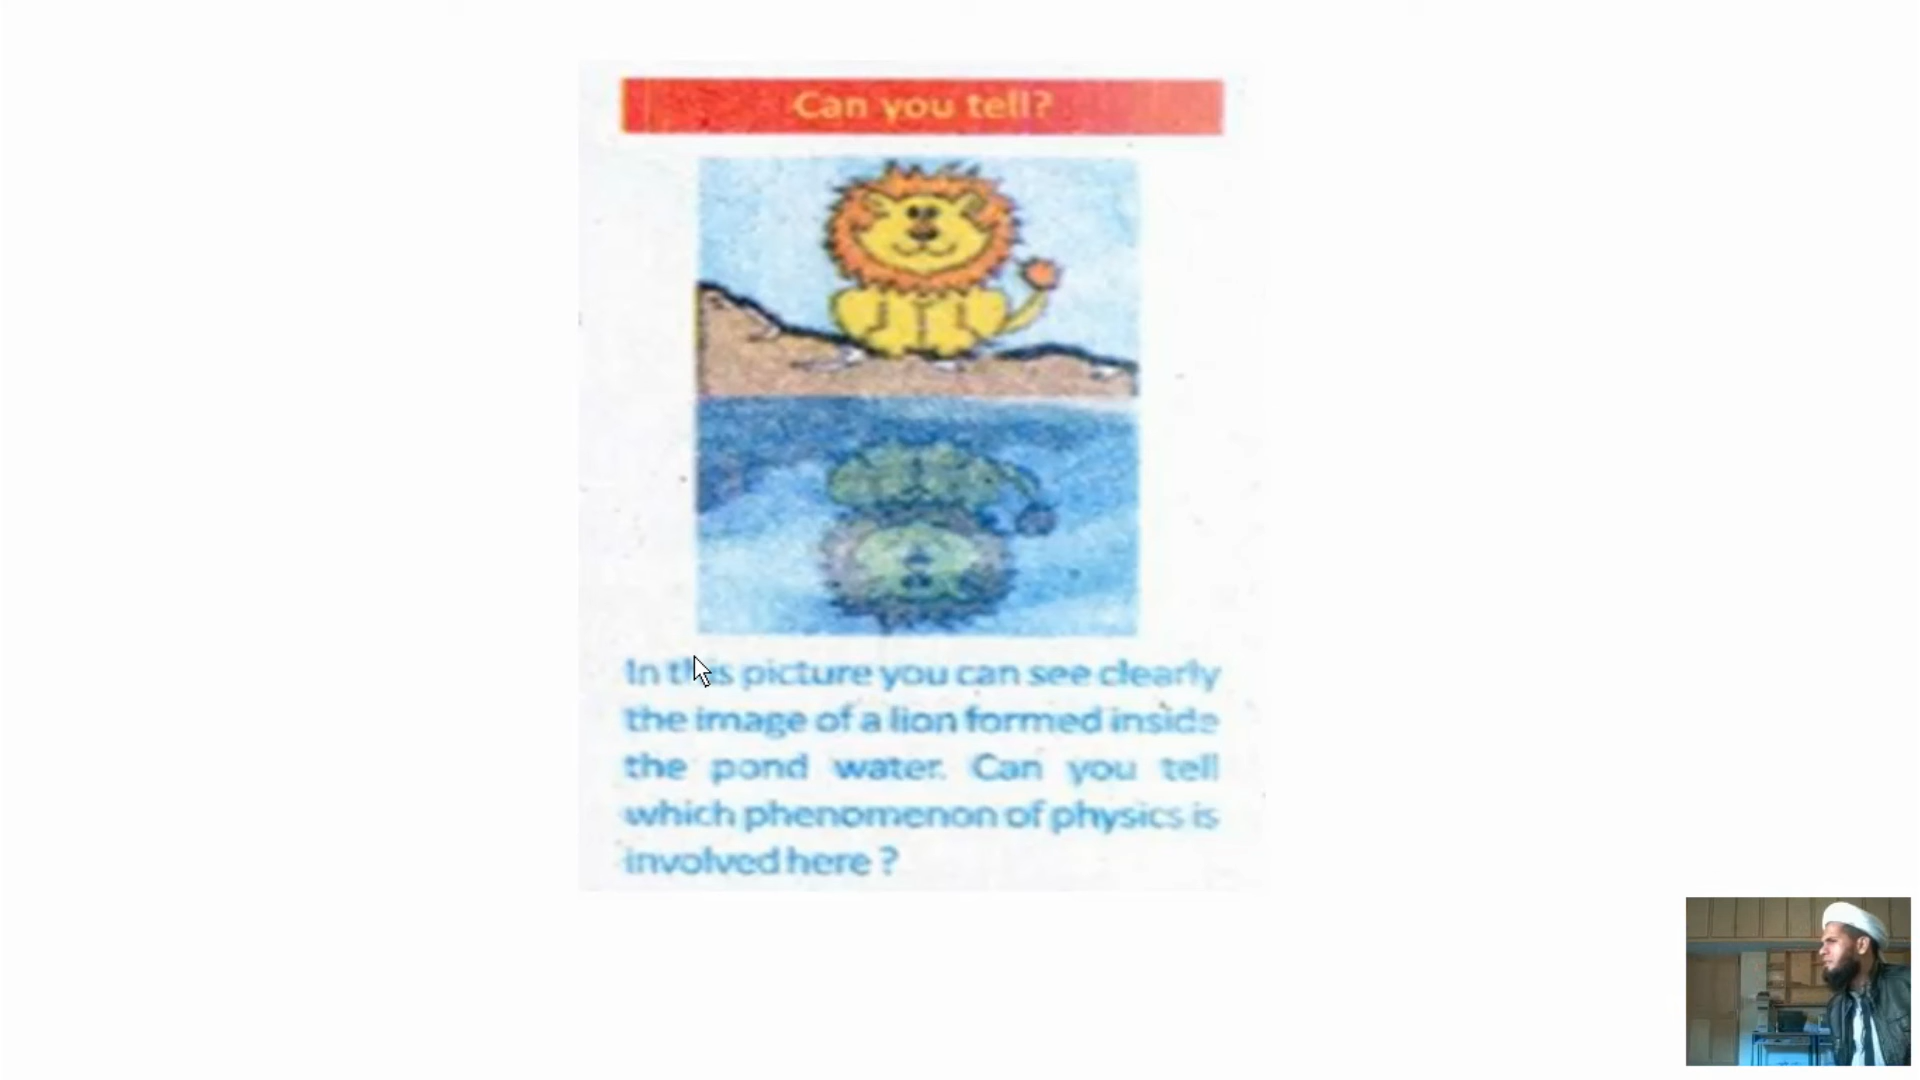 Can you tell?
In this picture you can see clearly
the image of a lion formed inside
the pond water. Can you tell
which phenomenon of physics is
involved here ?